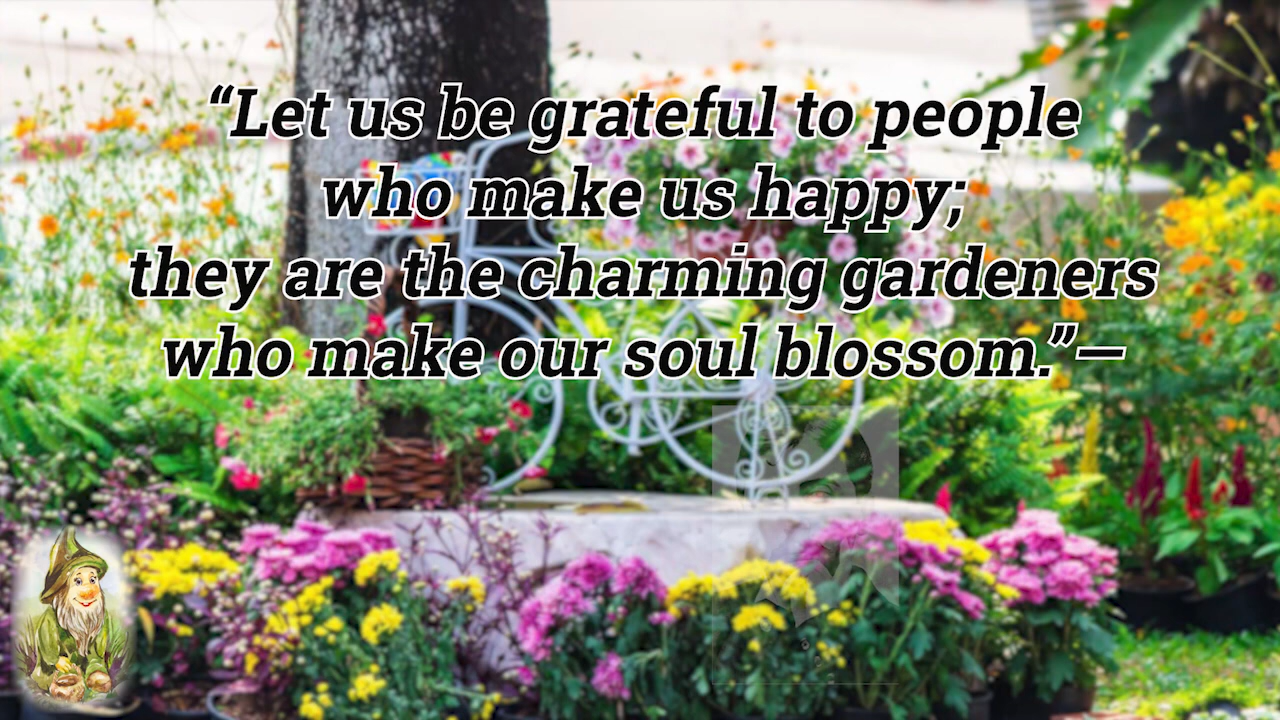 “Let us be grateful to people
who make us happy;
they are the charming gardeners
who make our soul blossom.”—